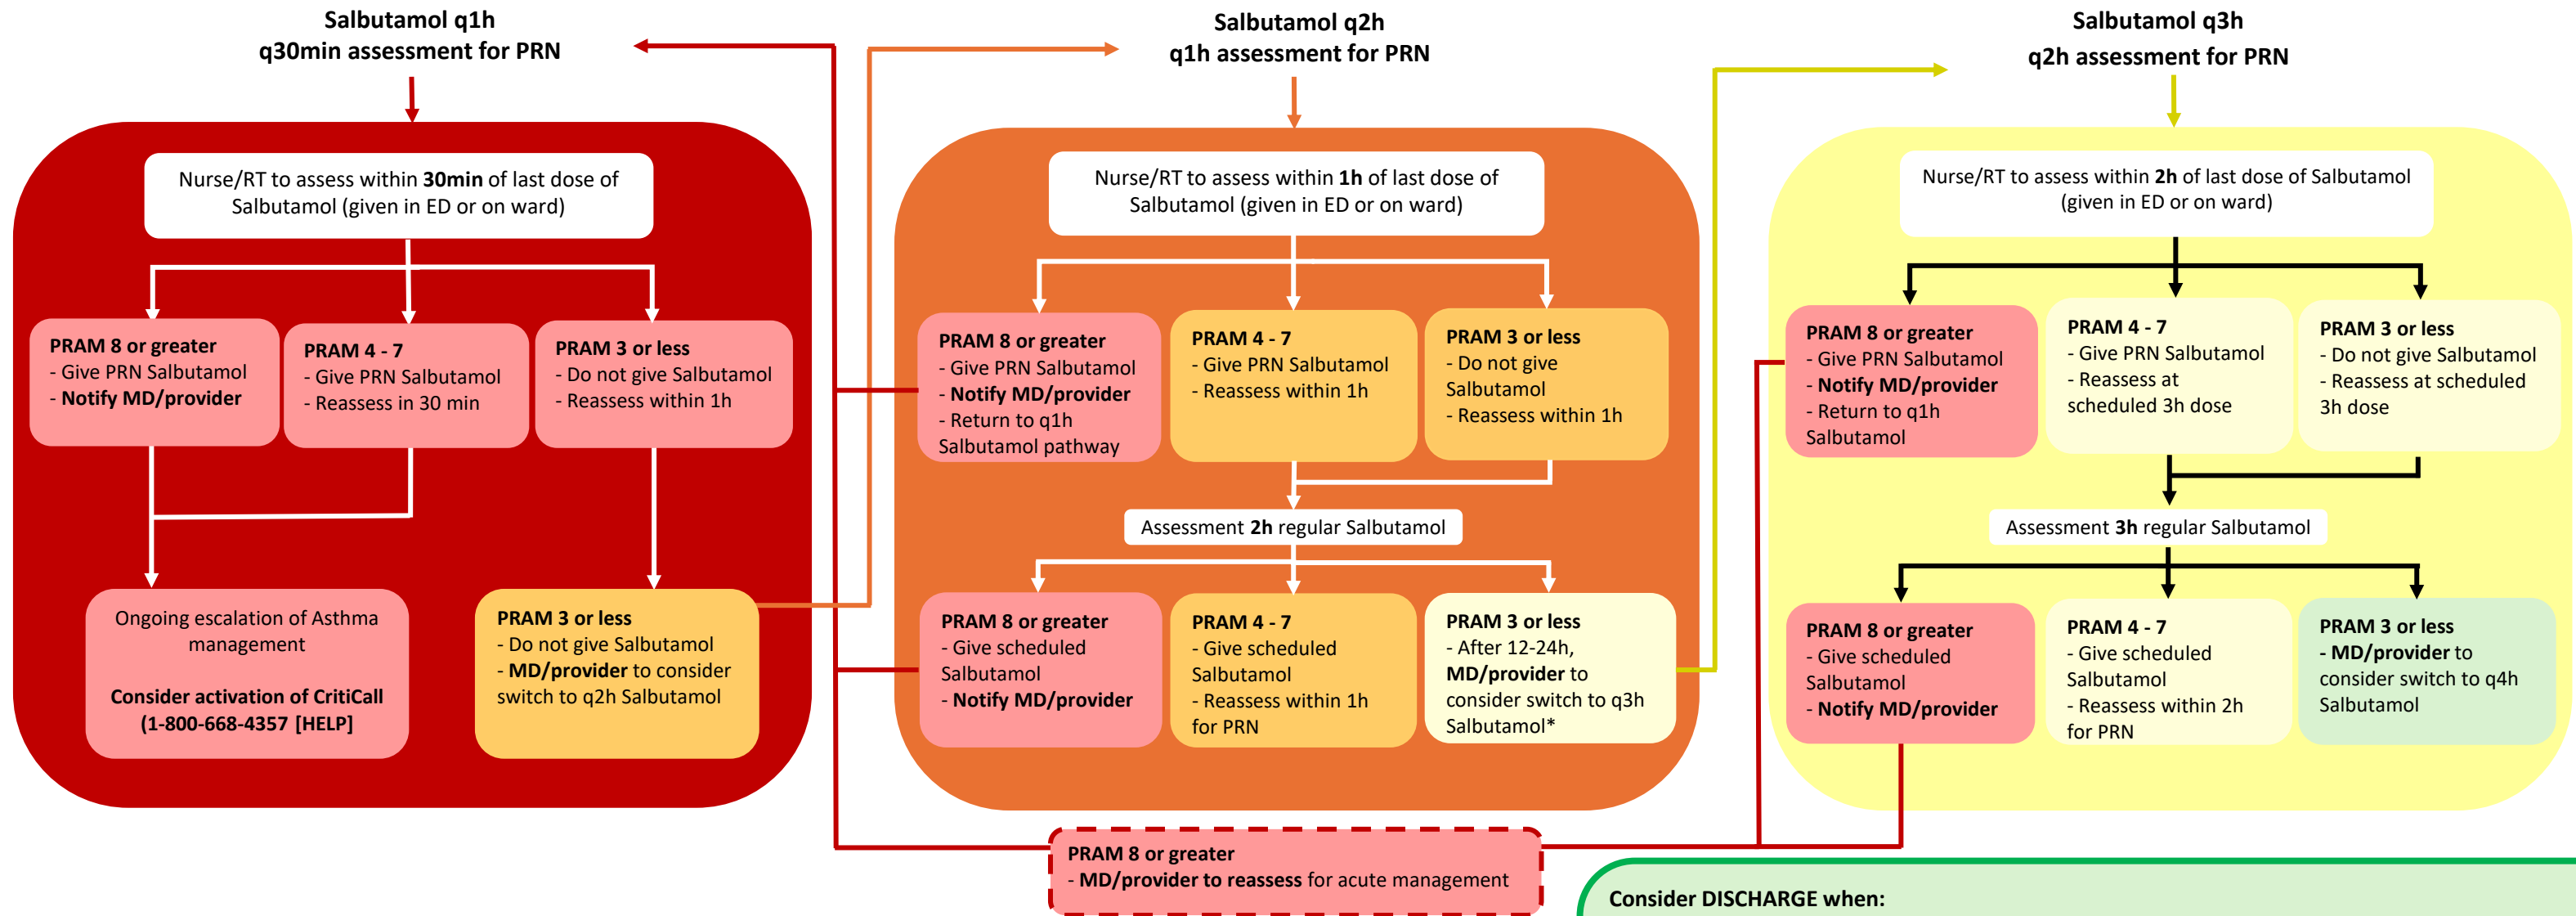 Salbutamol q1h
q30min assessment for PRN
Nurse/RT to assess within 30min of last dose of
Salbutamol (given in ED or on ward)
PRAM 8 or greater
- Give PRN Salbutamol
- Notify MD/provider
PRAM 4 - 7
- Give PRN Salbutamol
- Reassess in 30 min
PRAM 3 or less
- Do not give Salbutamol
- Reassess within 1h
Ongoing escalation of Asthma
management
Consider activation of CritiCall
(1-800-668-4357 [HELP]
PRAM 3 or less
- Do not give Salbutamol
- MD/provider to consider
switch to q2h Salbutamol
Salbutamol q2h
q1h assessment for PRN
Nurse/RT to assess within 1h of last dose of
Salbutamol (given in ED or on ward)
PRAM 8 or greater
- Give PRN Salbutamol
- Notify MD/provider
- Return to q1h
Salbutamol pathway
PRAM 4 - 7
- Give PRN Salbutamol
- Reassess within 1h
PRAM 3 or less
- Do not give
Salbutamol
- Reassess within 1h
Assessment 2h regular Salbutamol
PRAM 8 or greater
- Give scheduled
Salbutamol
- Notify MD/provider
PRAM 4 - 7
- Give scheduled
Salbutamol
- Reassess within 1h
for PRN
PRAM 3 or less
- After 12-24h,
MD/provider to
consider switch to q3h
Salbutamol*
Salbutamol q3h
q2h assessment for PRN
Nurse/RT to assess within 2h of last dose of Salbutamol
(given in ED or on ward)
PRAM 8 or greater
- Give PRN Salbutamol
- Notify MD/provider
- Return to q1h
Salbutamol
PRAM 4 - 7
- Give PRN Salbutamol
- Reassess at
scheduled 3h dose
PRAM 3 or less
- Do not give Salbutamol
- Reassess at scheduled
3h dose
Assessment 3h regular Salbutamol
PRAM 8 or greater
- Give scheduled
Salbutamol
- Notify MD/provider
PRAM 4 - 7
- Give scheduled
Salbutamol
- Reassess within 2h
for PRN
PRAM 3 or less
- MD/provider to
consider switch to q4h
Salbutamol
PRAM 8 or greater
- MD/provider to reassess for acute management
Consider DISCHARGE when: